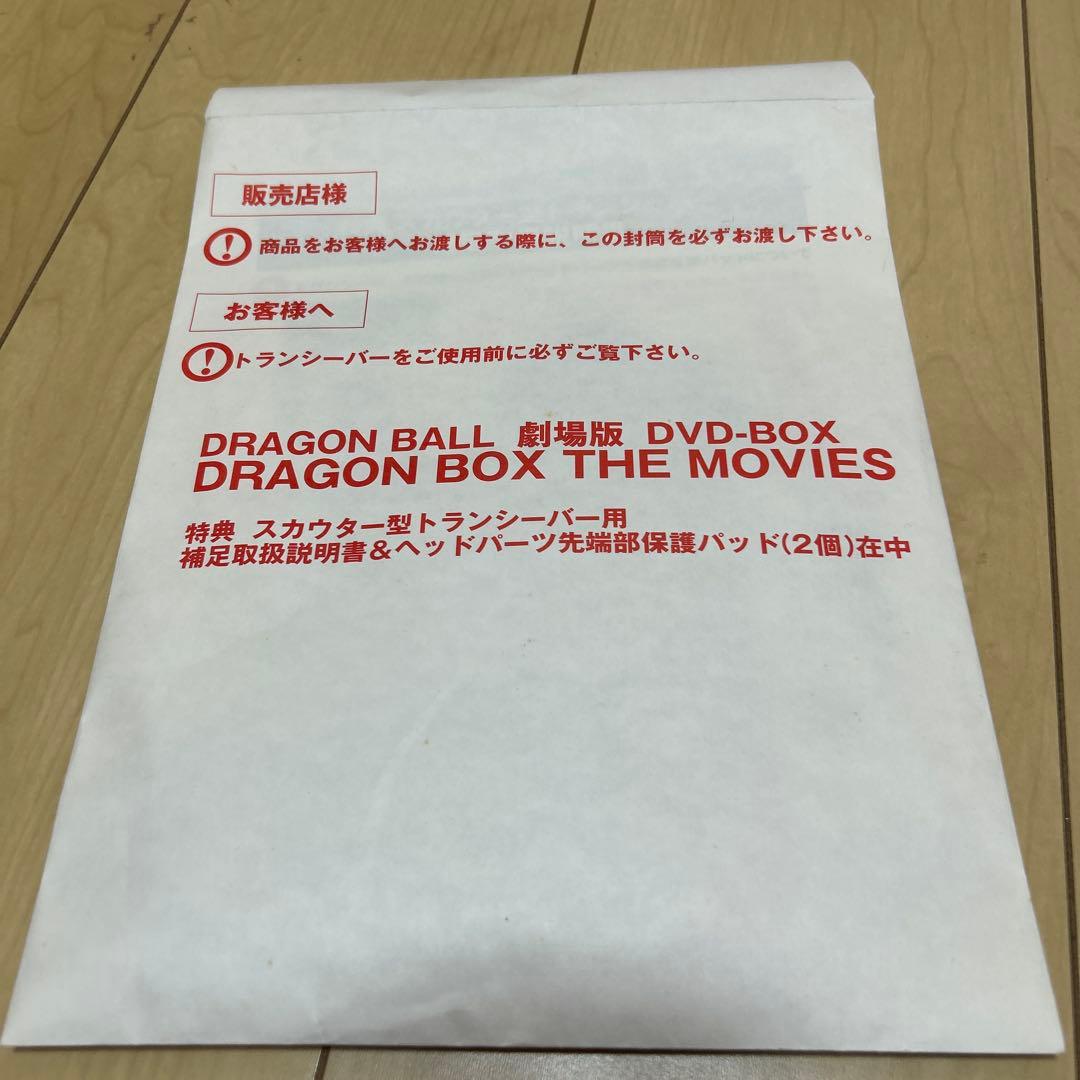 販売店様
商品をお客様へお渡しする際に、この封筒を必ずお渡し下さい。
お客様へ
トランシーバーをご使用前に必ずご覧下さい。
DRAGON BALL 劇場版 DVD-BOX
DRAGON BOX THE MOVIES
特典 スカウター型トランシーバー用
補足取扱説明書&ヘッドパーツ先端部保護パッド(2個)在中